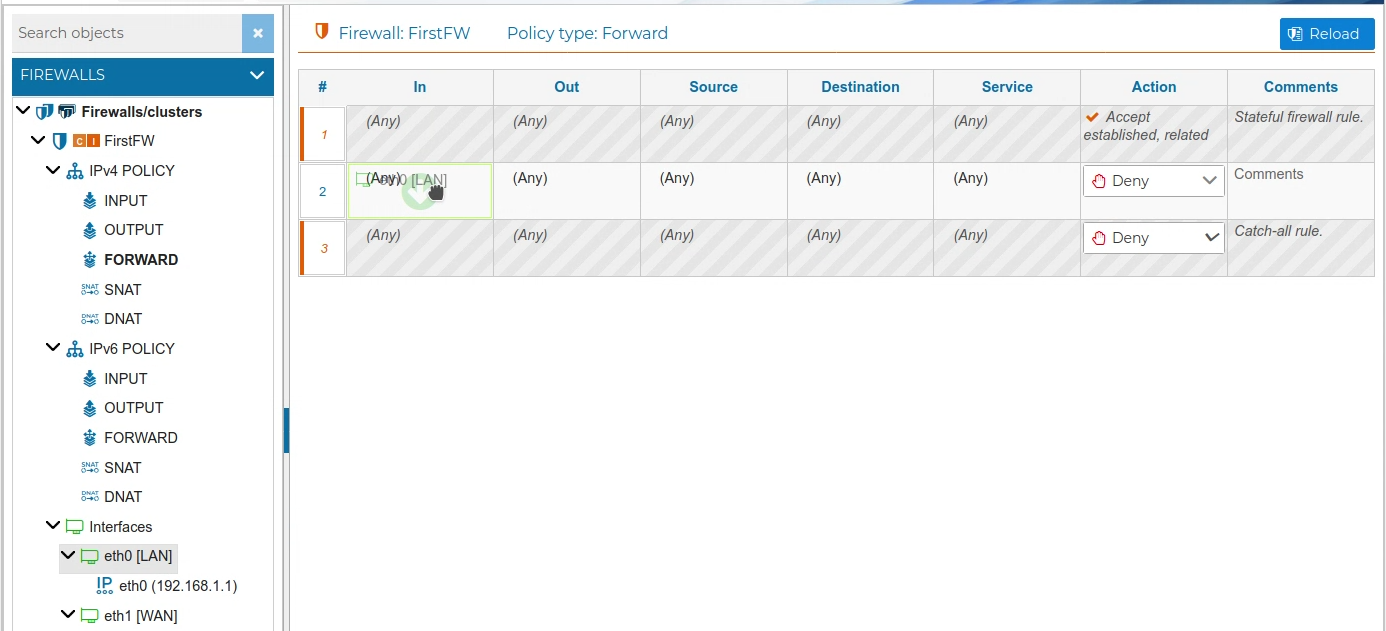 Search objects
×
Firewall: FirstFW
Policy type: Forward
Reload
FIREWALLS
Firewalls/clusters
C I FirstFW
IPv4 POLICY
INPUT
OUTPUT
FORWARD
SNAT SNAT
DNAT DNAT
IPv6 POLICY
INPUT
OUTPUT
FORWARD
SNAT SNAT
DNAT DNAT
Interfaces
eth0 [LAN]
IP eth0 (192.168.1.1)
eth1 [WAN]
# In Out Source Destination Service Action Comments
1 (Any) (Any) (Any) (Any) (Any) Accept Stateful firewall rule.
established, related
2 (Any) eth0 [LAN] (Any) (Any) (Any) (Any) Deny Comments
3 (Any) (Any) (Any) (Any) (Any) Deny Catch-all rule.